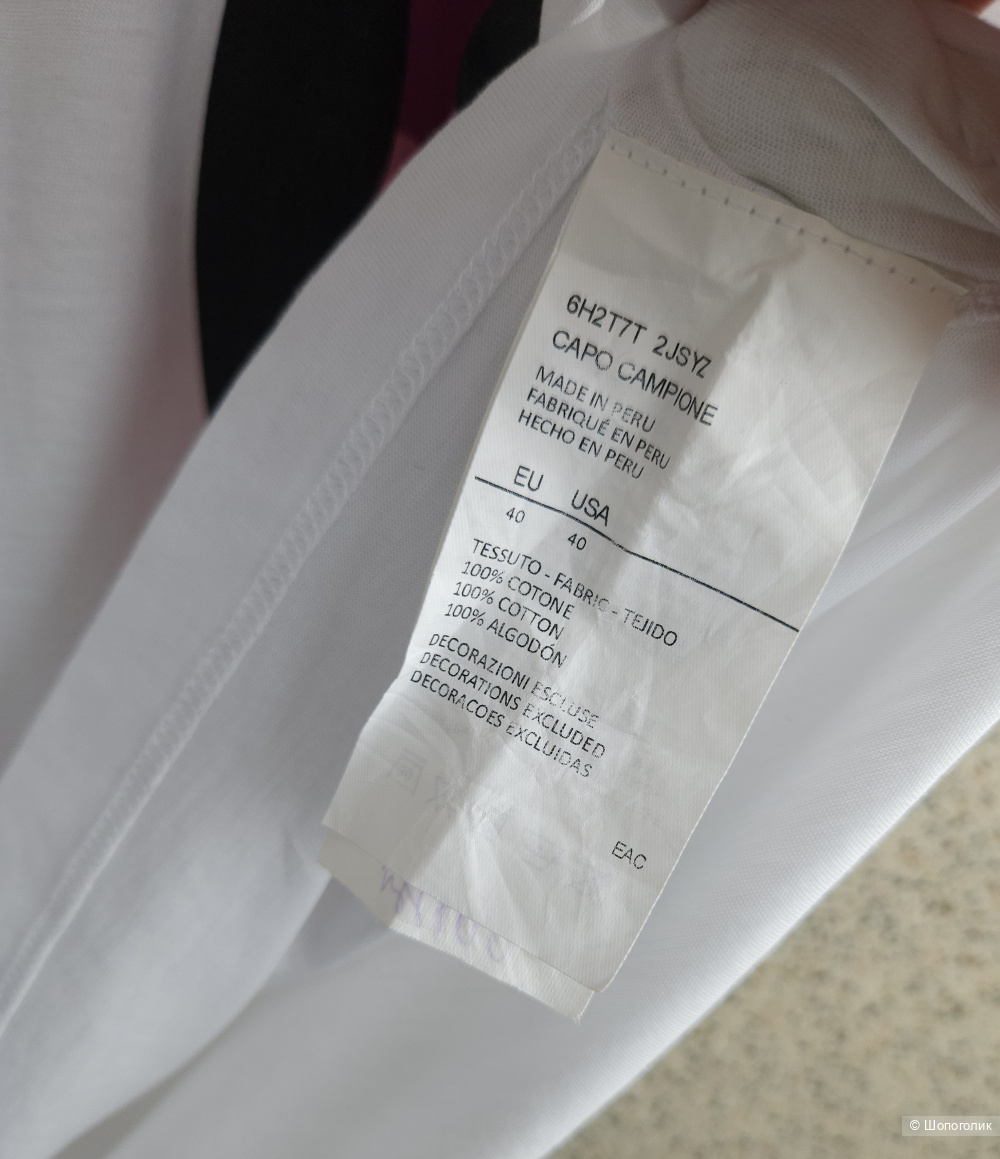 6H2T7T 2JSYZ
CAPO CAMPIONE
MADE IN PERU
FABRIQUÉ EN PERU
HECHO EN PERU
EU USA
40 40
TESSUTO - FABRIC - TEJIDO
100% COTONE
100% COTTON
100% ALGODÓN
DECORAZIONI ESCLUSE
DECORATIONS EXCLUDED
DECORACOES EXCLUIDAS
EAC
© Шопоголик